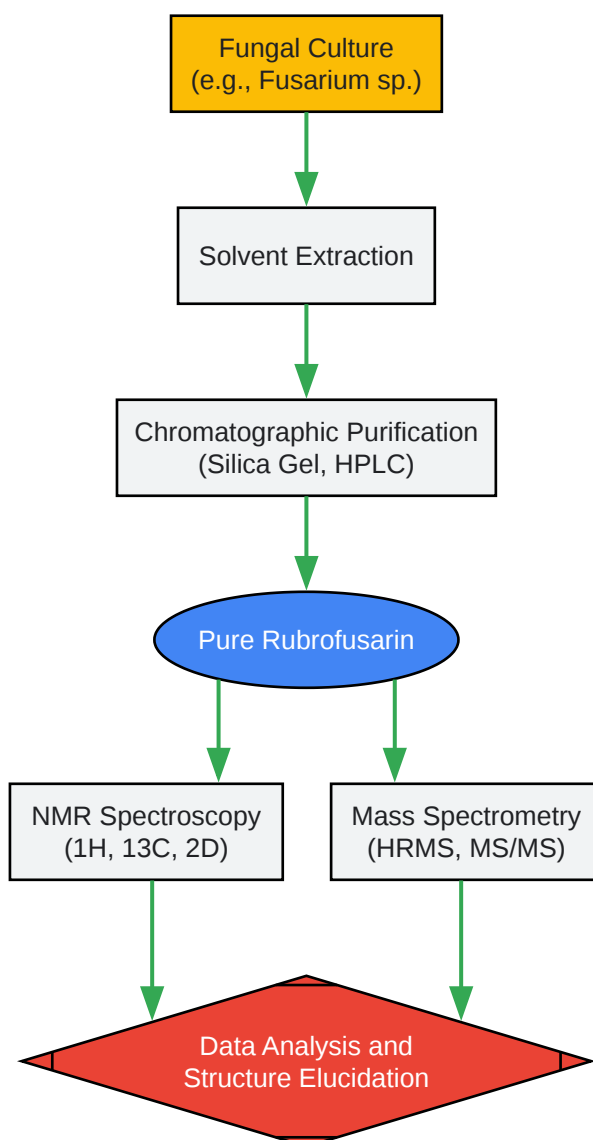 Fungal Culture
(e.g., Fusarium sp.)
Solvent Extraction
Chromatographic Purification
(Silica Gel, HPLC)
Pure Rubrofusarin
NMR Spectroscopy
(1H, 13C, 2D)
Mass Spectrometry
(HRMS, MS/MS)
Data Analysis and
Structure Elucidation